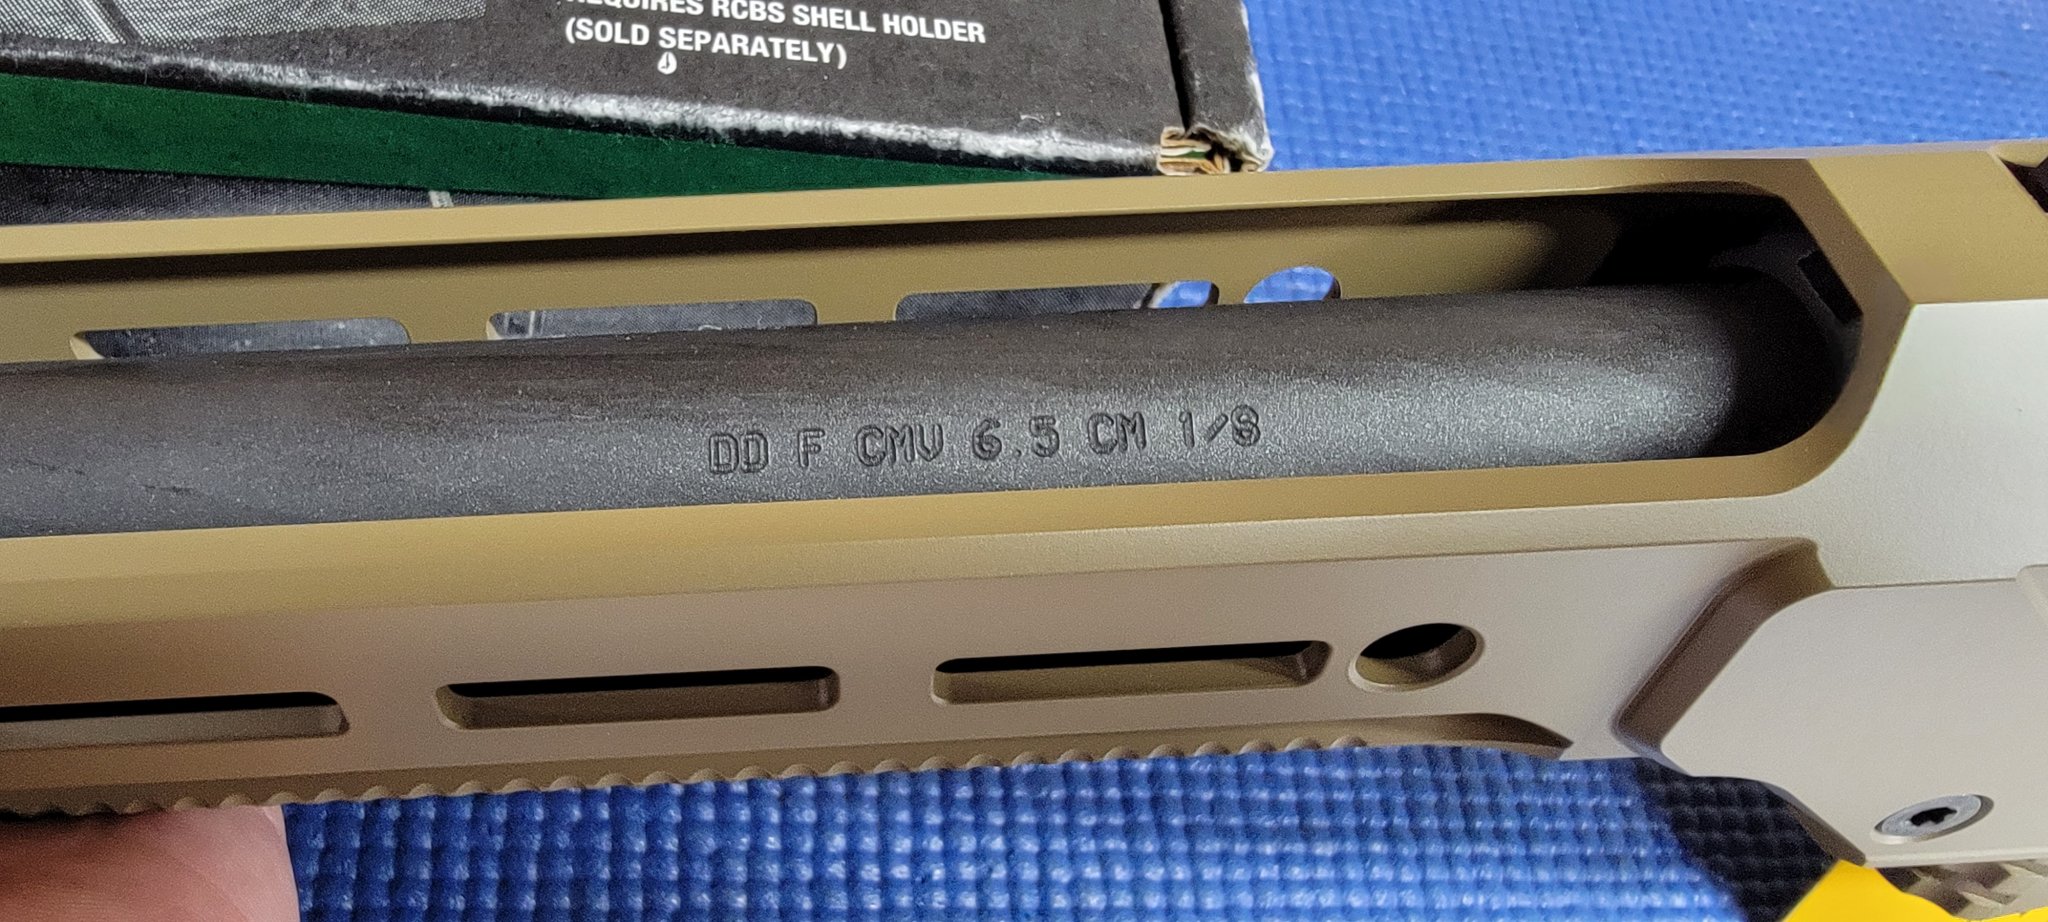 REQUIRES RCBS SHELL HOLDER
(SOLD SEPARATELY)
DD F CMV 6.5 CM 1/8